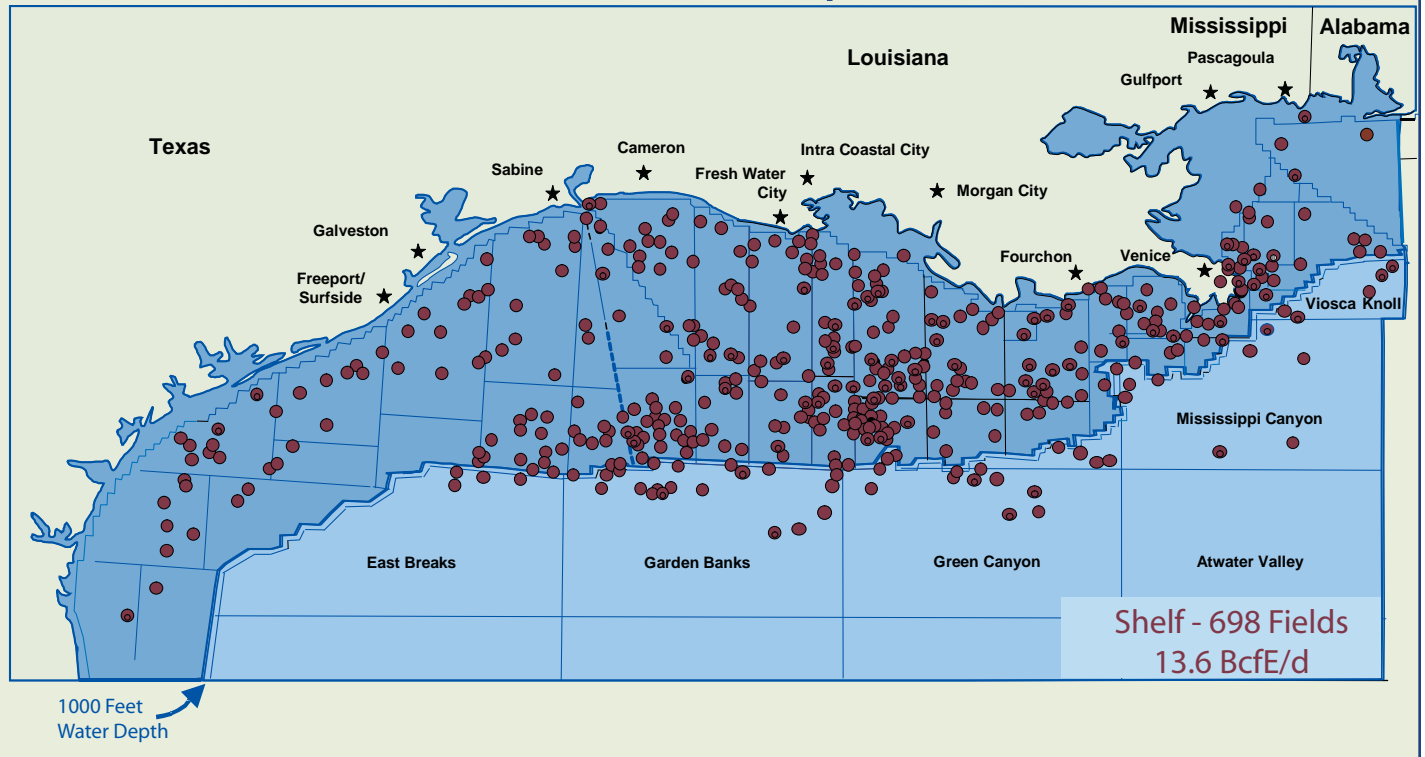 Mississippi
Alabama
Pascagoula
Louisiana
Gulfport
Texas
Cameron
Intra Coastal City
Sabine
Fresh Water
City
Morgan City
Galveston
Fourchon
Venice
Freeport/
Surfside
Viosca Knoll
Mississippi Canyon
East Breaks
Garden Banks
Green Canyon
Atwater Valley
Shelf - 698 Fields
13.6 BcfE/d
1000 Feet
Water Depth